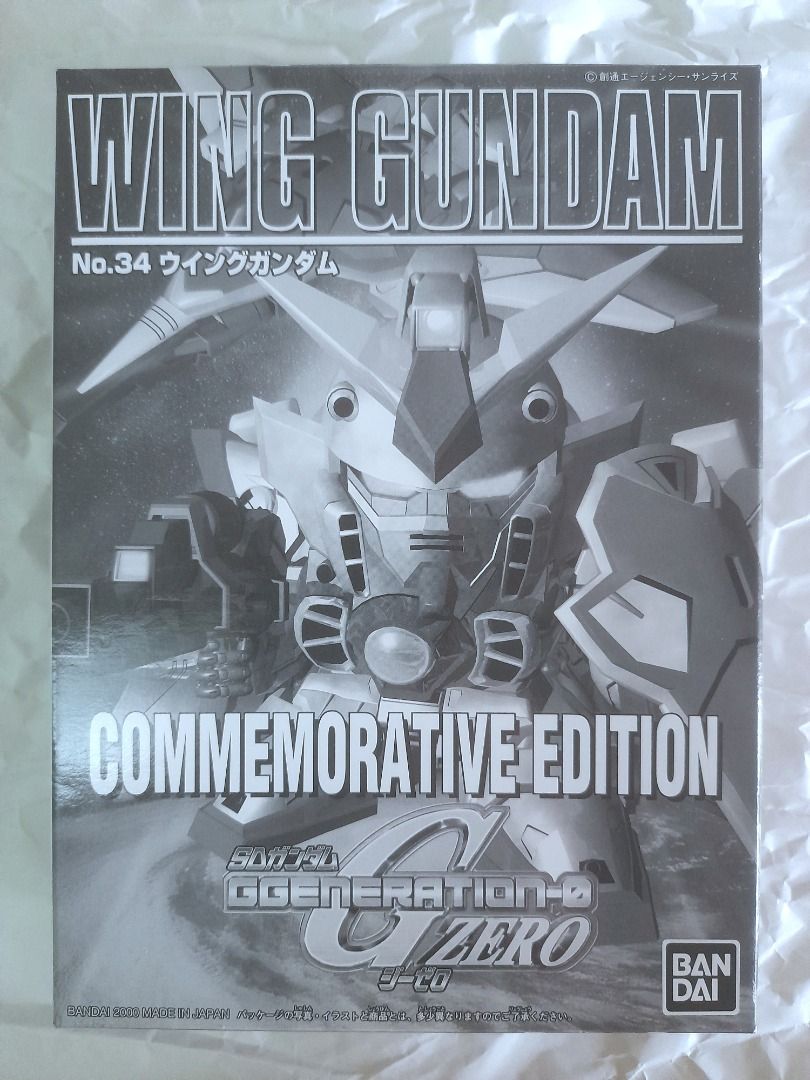 ©創通エージェンシー・サンライズ
WING GUNDAM
No.34 ウイングガンダム
COMMEMORATIVE EDITION
SDガンダム
GGENERATION-0
G ZERO
ジーゼロ
BAN
DAI
BANDAI 2000 MADE IN JAPAN パッケージの写真・イラストと商品とは、多少異なりますのでご了承ください。